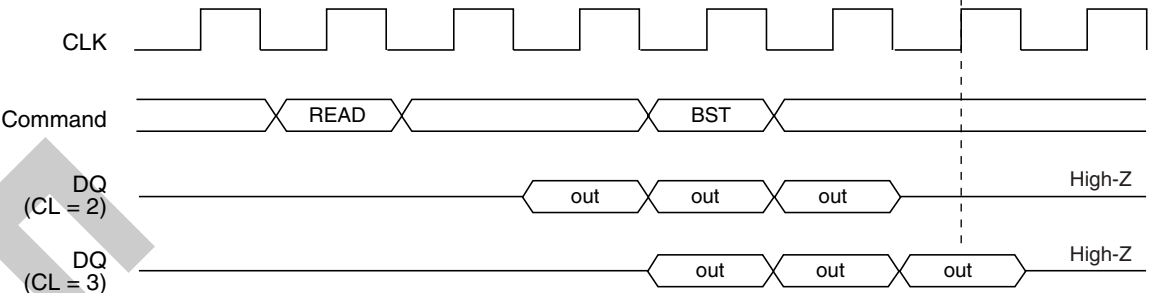 CLK
Command READ BST
DQ
(CL = 2) out out out High-Z
DQ
(CL = 3) out out out High-Z